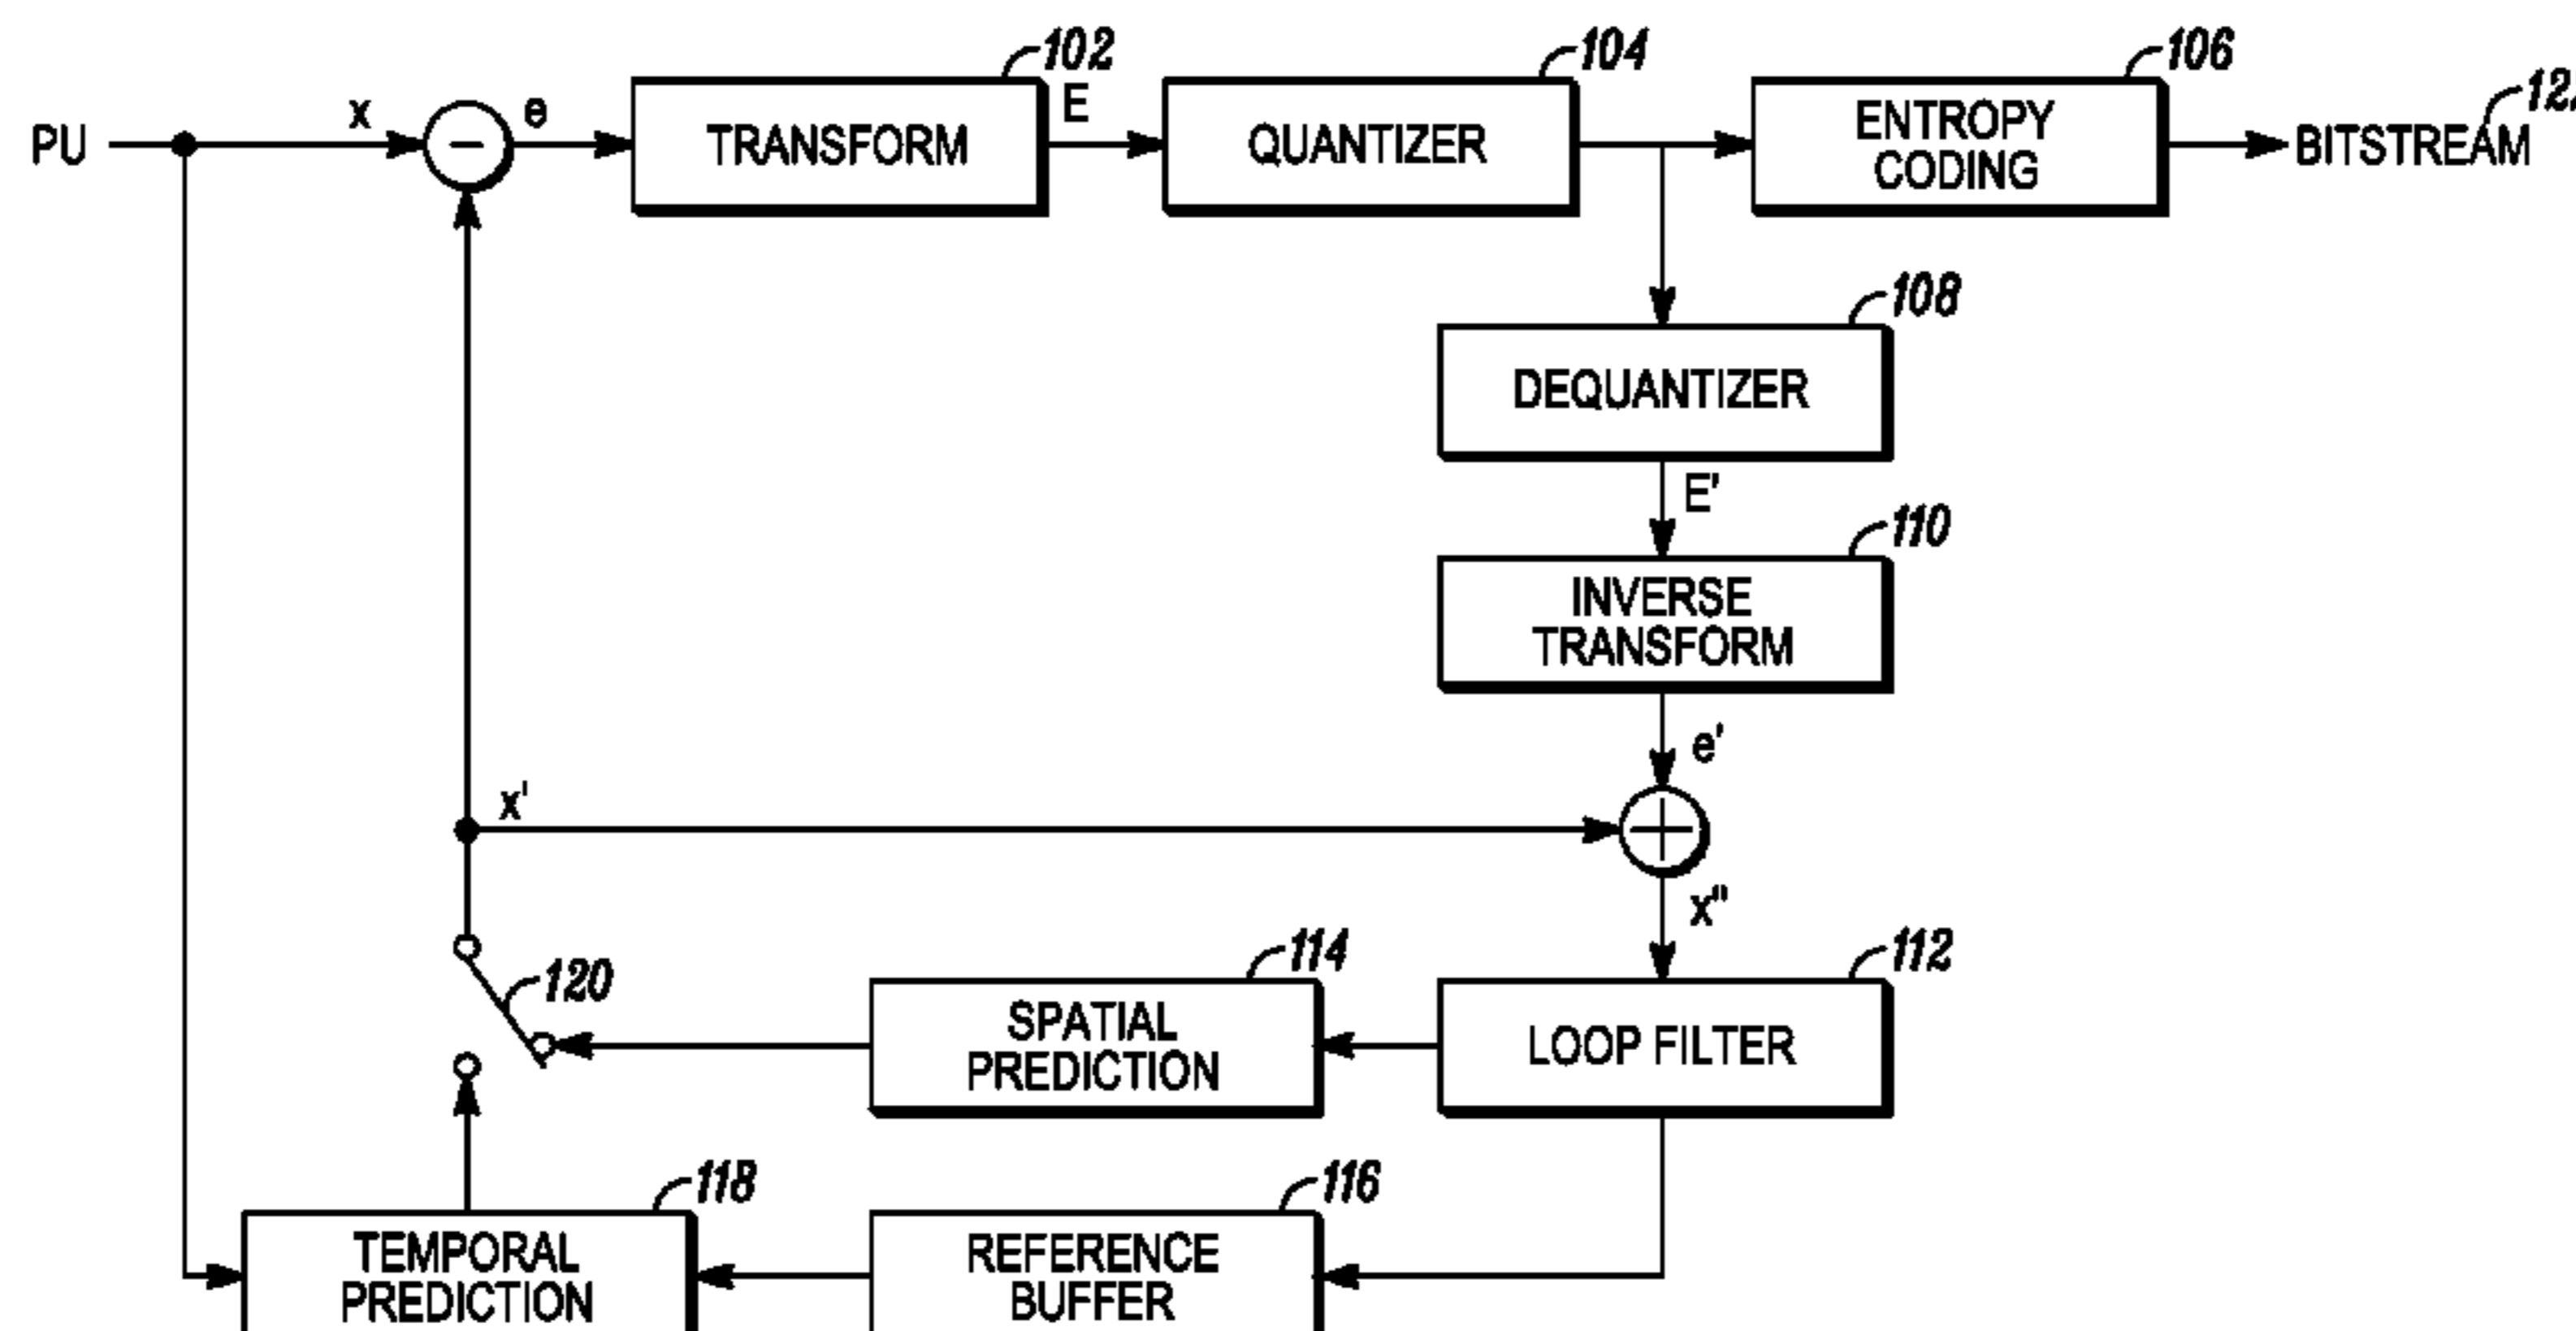 102
104
106
122
PU
x
-
e
TRANSFORM
E
QUANTIZER
ENTROPY
CODING
BITSTREAM
108
DEQUANTIZER
E'
110
INVERSE
TRANSFORM
e'
x'
+
x"
120
114
112
SPATIAL
PREDICTION
LOOP FILTER
118
116
TEMPORAL
PREDICTION
REFERENCE
BUFFER